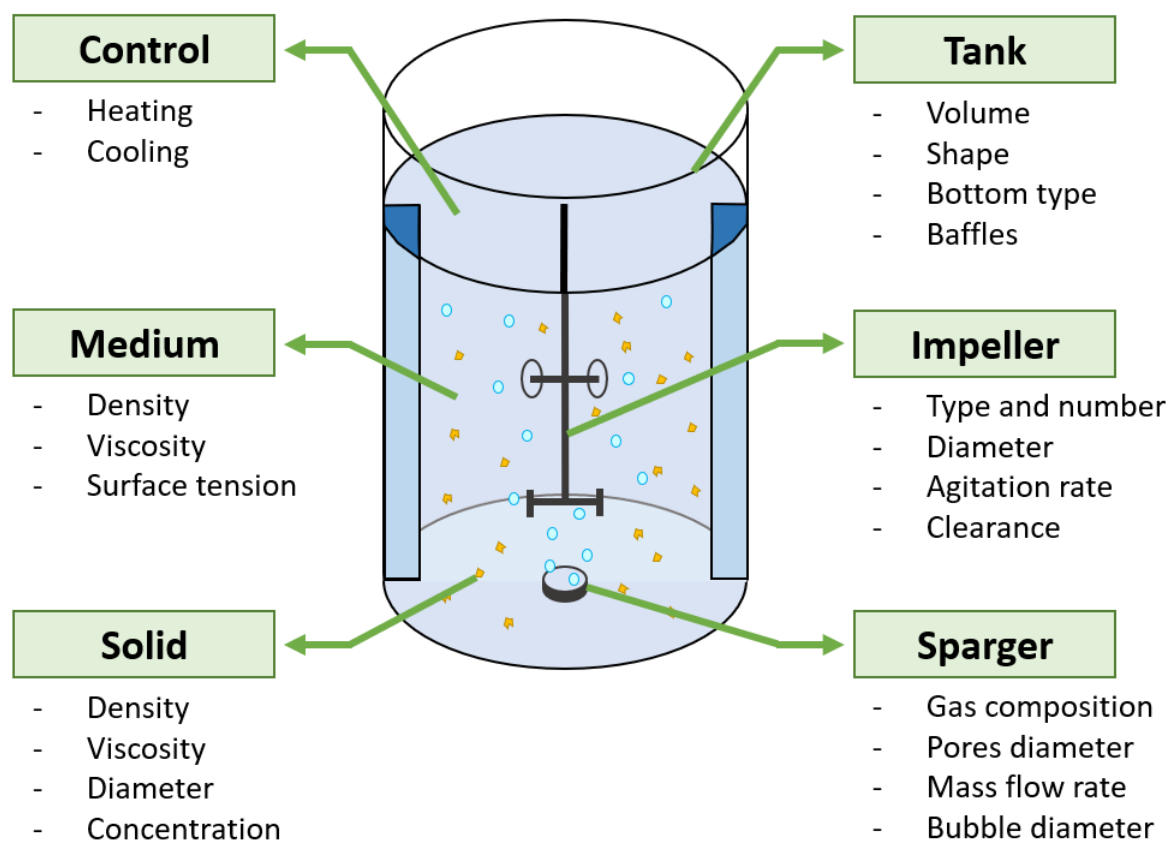 Control
- Heating
- Cooling
Medium
- Density
- Viscosity
- Surface tension
Solid
- Density
- Viscosity
- Diameter
- Concentration
Tank
- Volume
- Shape
- Bottom type
- Baffles
Impeller
- Type and number
- Diameter
- Agitation rate
- Clearance
Sparger
- Gas composition
- Pores diameter
- Mass flow rate
- Bubble diameter